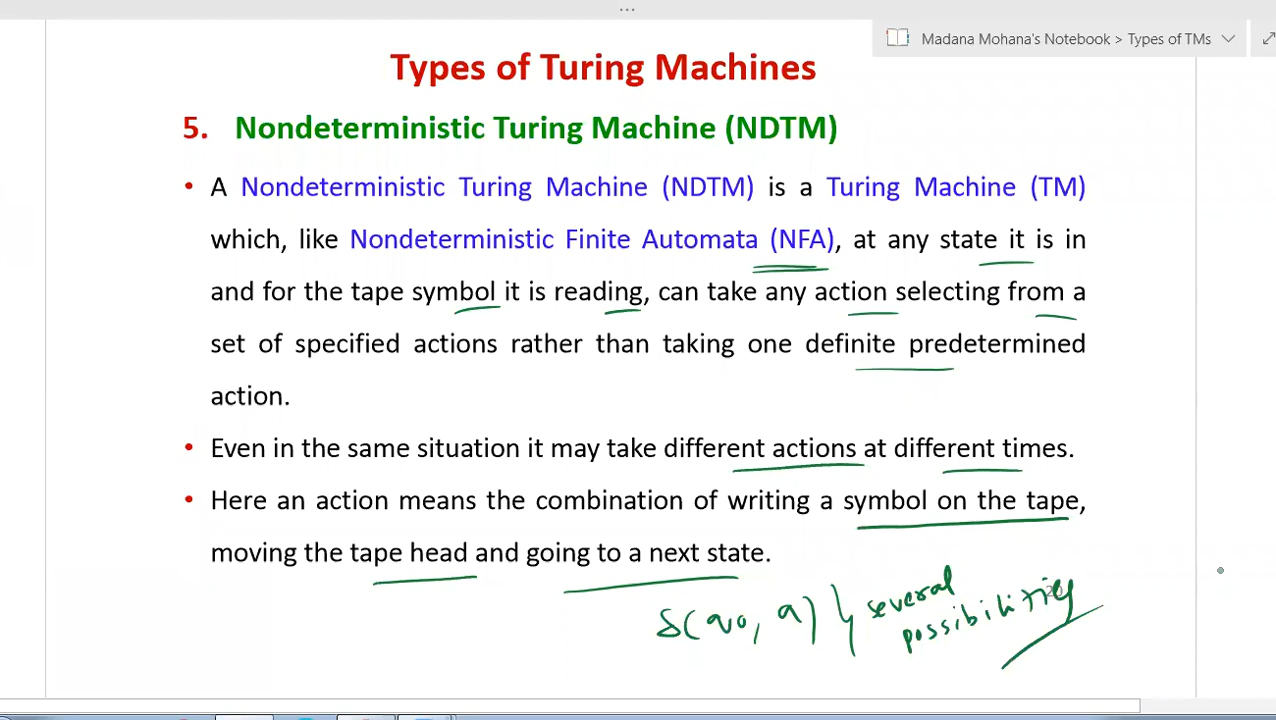 ...
Madana Mohana's Notebook > Types of TMs
Types of Turing Machines
5. Nondeterministic Turing Machine (NDTM)
• A Nondeterministic Turing Machine (NDTM) is a Turing Machine (TM)
which, like Nondeterministic Finite Automata (NFA), at any state it is in
and for the tape symbol it is reading, can take any action selecting from a
set of specified actions rather than taking one definite predetermined
action.
• Even in the same situation it may take different actions at different times.
• Here an action means the combination of writing a symbol on the tape,
moving the tape head and going to a next state.
δ(q0, a) } several
possibilities